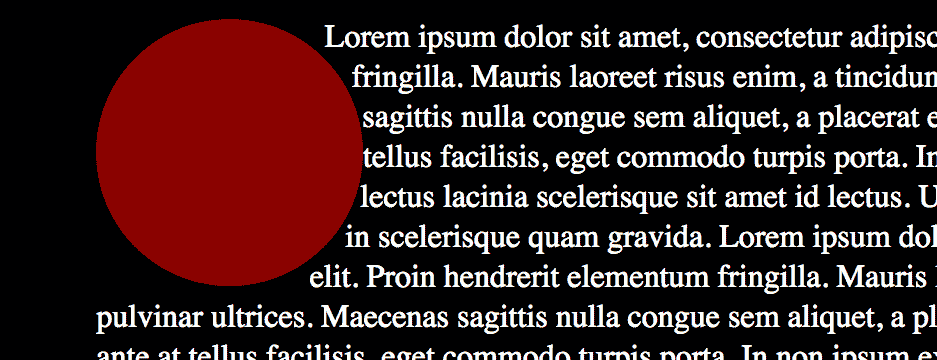 Lorem ipsum dolor sit amet, consectetur adipisc
fringilla. Mauris laoreet risus enim, a tincidun
sagittis nulla congue sem aliquet, a placerat e
tellus facilisis, eget commodo turpis porta. In
lectus lacinia scelerisque sit amet id lectus. U
in scelerisque quam gravida. Lorem ipsum dol
elit. Proin hendrerit elementum fringilla. Mauris
pulvinar ultrices. Maecenas sagittis nulla congue sem aliquet, a pl
ante at tellus facilisis, eget commodo turpis porta. In non ipsum e